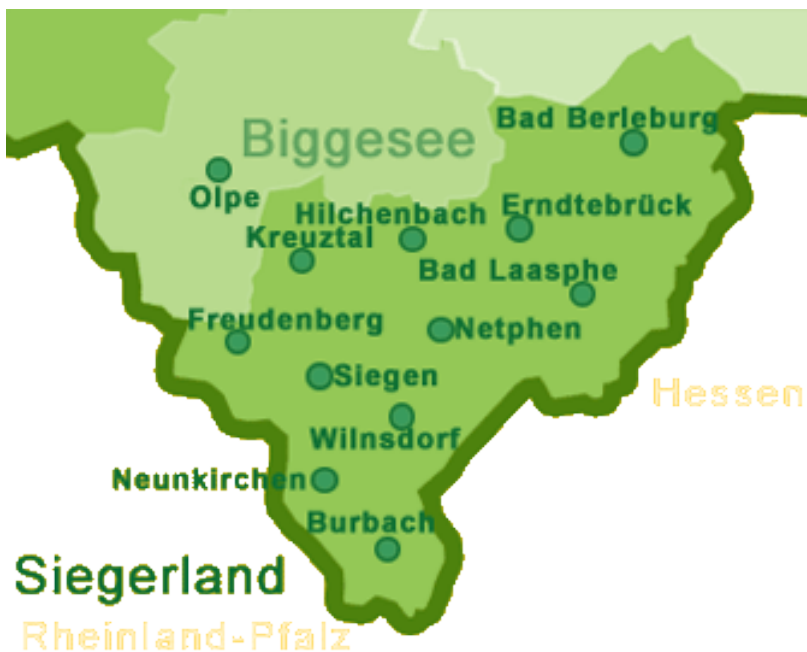 Bad Berleburg
Biggesee
Olpe
Hilchenbach
Erndtebrück
Kreuztal
Bad Laasphe
Freudenberg
Netphen
Siegen
Hessen
Wilnsdorf
Neunkirchen
Burbach
Siegerland
Rheinland-Pfalz